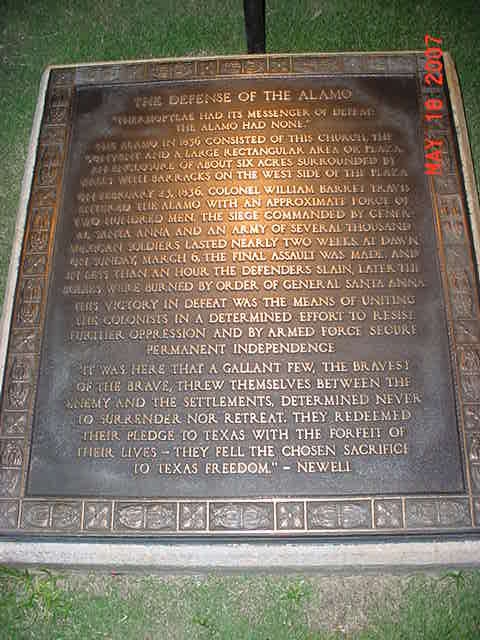 THE DEFENSE OF THE ALAMO
"THERMOPYLAE HAD ITS MESSENGER OF DEFEAT:
THE ALAMO HAD NONE."
THE ALAMO IN 1836 CONSISTED OF THIS CHURCH, THE
CONVENT AND A LARGE RECTANGULAR AREA OR PLAZA,
AN ENCLOSURE OF ABOUT SIX ACRES SURROUNDED BY
WALLS WITH BARRACKS ON THE WEST SIDE OF THE PLAZA
ON FEBRUARY 23, 1836, COLONEL WILLIAM BARRET TRAVIS
THE ALAMO WITH AN APPROXIMATE FORCE OF
TWO HUNDRED MEN. THE SIEGE COMMANDED BY GENER-
AL SANTA ANNA AND AN ARMY OF SEVERAL THOUSAND
MEXICAN SOLDIERS LASTED NEARLY TWO WEEKS. AT DAWN
ON SUNDAY, MARCH 6, THE FINAL ASSAULT WAS MADE, AND
IN LESS THAN AN HOUR THE DEFENDERS SLAIN, LATER THE
BODIES WERE BURNED BY ORDER OF GENERAL SANTA ANNA
THIS VICTORY IN DEFEAT WAS THE MEANS OF UNITING
THE COLONISTS IN A DETERMINED EFFORT TO RESIST
FURTHER OPPRESSION AND BY ARMED FORCE SECURE
PERMANENT INDEPENDENCE
"IT WAS HERE THAT A GALLANT FEW, THE BRAVEST
OF THE BRAVE, THREW THEMSELVES BETWEEN THE
ENEMY AND THE SETTLEMENTS, DETERMINED NEVER
TO SURRENDER NOR RETREAT. THEY REDEEMED
THEIR PLEDGE TO TEXAS WITH THE FORFEIT OF
THEIR LIVES – THEY FELL THE CHOSEN SACRIFICE
TO TEXAS FREEDOM." – NEWELL
MAY 18 2007